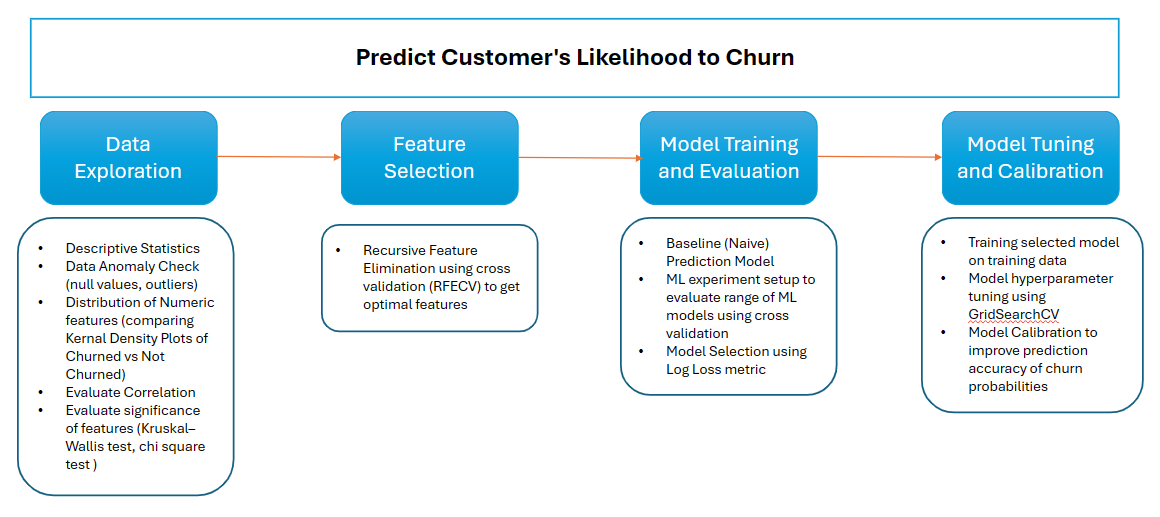 Predict Customer's Likelihood to Churn
Data
Exploration
Feature
Selection
Model Training
and Evaluation
Model Tuning
and Calibration
• Descriptive Statistics
• Data Anomaly Check
(null values, outliers)
• Distribution of Numeric
features (comparing
Kernal Density Plots of
Churned vs Not
Churned)
• Evaluate Correlation
• Evaluate significance
of features (Kruskal–
Wallis test, chi square
test )
• Recursive Feature
Elimination using cross
validation (RFECV) to get
optimal features
• Baseline (Naive)
Prediction Model
• ML experiment setup to
evaluate range of ML
models using cross
validation
• Model Selection using
Log Loss metric
• Training selected model
on training data
• Model hyperparameter
tuning using
GridSearchCV
• Model Calibration to
improve prediction
accuracy of churn
probabilities